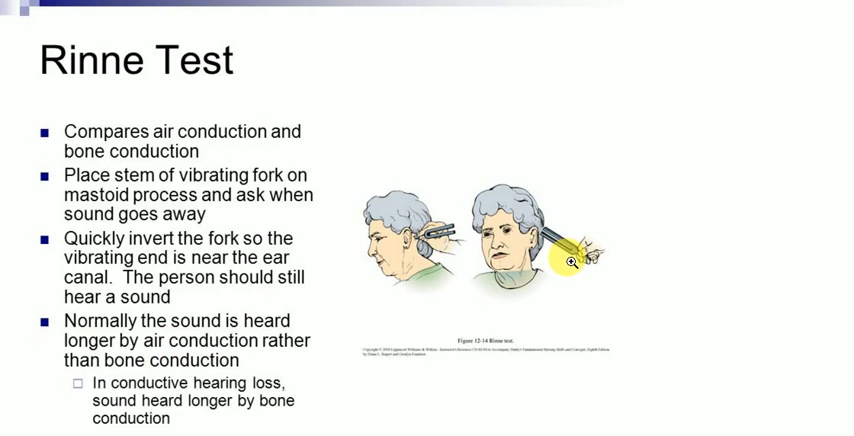 Rinne Test
Compares air conduction and
bone conduction
Place stem of vibrating fork on
mastoid process and ask when
sound goes away
Quickly invert the fork so the
vibrating end is near the ear
canal. The person should still
hear a sound
Normally the sound is heard
longer by air conduction rather
than bone conduction
In conductive hearing loss,
sound heard longer by bone
conduction
Figure 12-14 Rinne test.